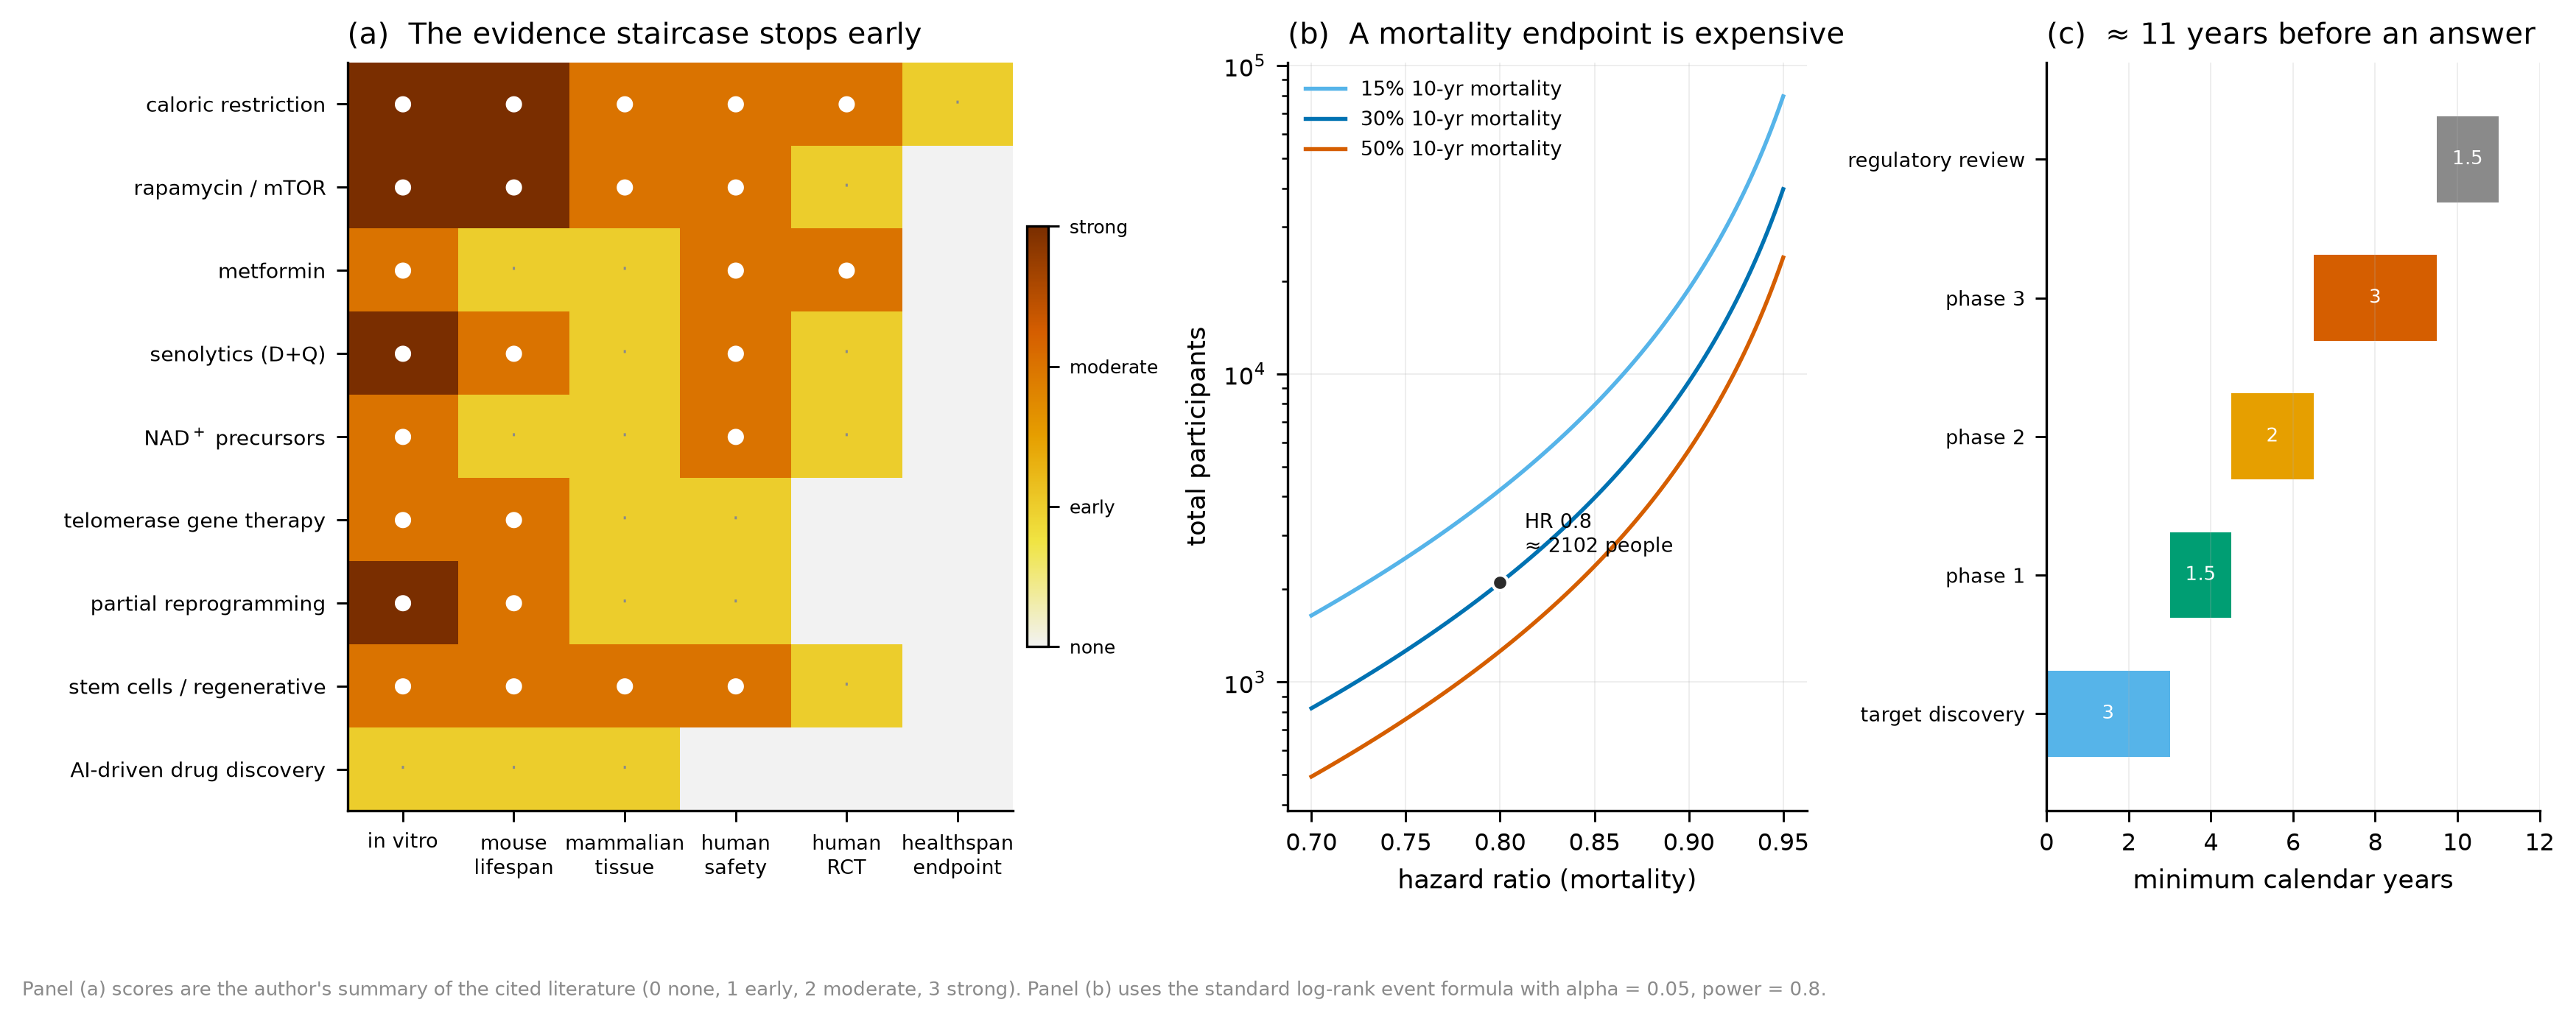 (a) The evidence staircase stops early
caloric restriction
rapamycin / mTOR
metformin
senolytics (D+Q)
NAD⁺ precursors
telomerase gene therapy
partial reprogramming
stem cells / regenerative
AI-driven drug discovery
in vitro
mouse
lifespan
mammalian
tissue
human
safety
human
RCT
healthspan
endpoint
strong
moderate
early
none
(b) A mortality endpoint is expensive
total participants
10⁵
10⁴
10³
15% 10-yr mortality
30% 10-yr mortality
50% 10-yr mortality
HR 0.8
≈ 2102 people
0.70 0.75 0.80 0.85 0.90 0.95
hazard ratio (mortality)
(c) ≈ 11 years before an answer
regulatory review
1.5
phase 3
3
phase 2
2
phase 1
1.5
target discovery
3
0 2 4 6 8 10 12
minimum calendar years
Panel (a) scores are the author's summary of the cited literature (0 none, 1 early, 2 moderate, 3 strong). Panel (b) uses the standard log-rank event formula with alpha = 0.05, power = 0.8.